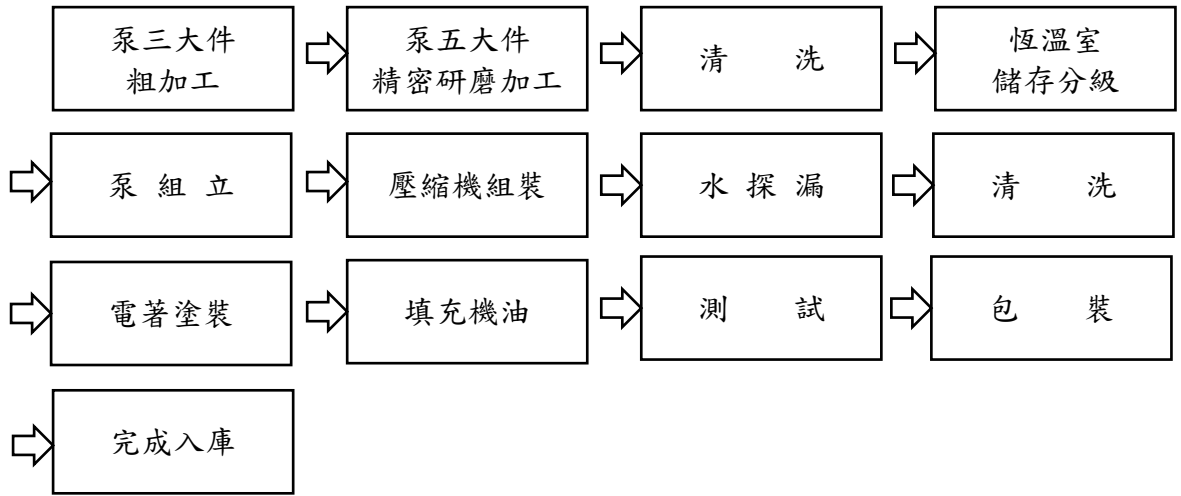 泵三大件
粗加工
泵五大件
精密研磨加工
清洗
恆溫室
儲存分級
泵組立
壓縮機組裝
水探漏
清洗
電著塗裝
填充機油
測試
包裝
完成入庫